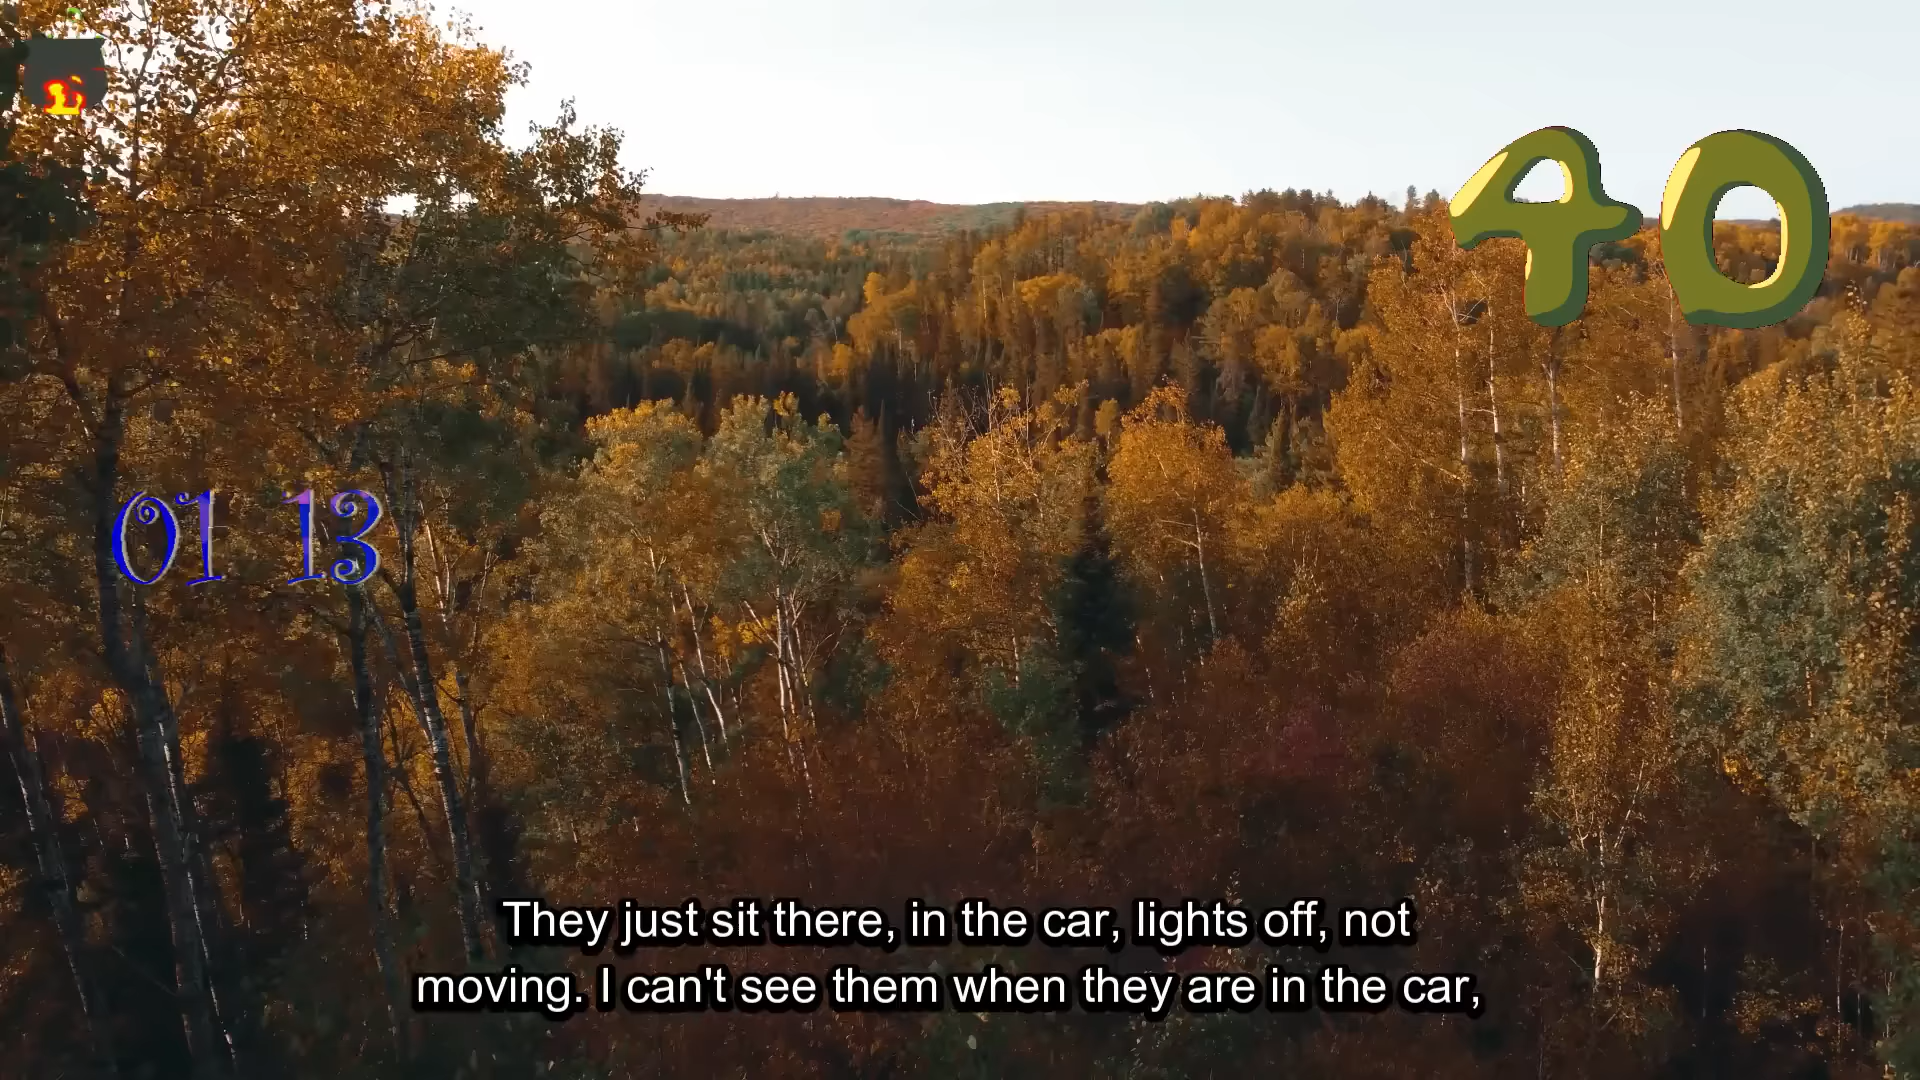 40
01 13
They just sit there, in the car, lights off, not
moving. I can't see them when they are in the car,